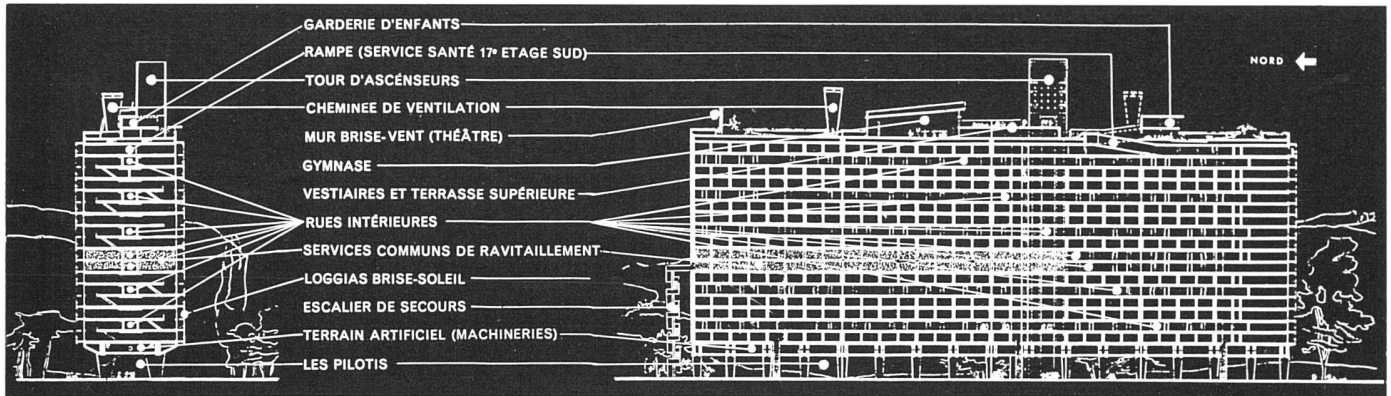 GARDERIE D'ENFANTS
RAMPE (SERVICE SANTÉ 17e ETAGE SUD)
NORD
TOUR D'ASCÉNSEURS
CHEMINEE DE VENTILATION
MUR BRISE-VENT (THÉÂTRE)
GYMNASE
VESTIAIRES ET TERRASSE SUPÉRIEURE
RUES INTÉRIEURES
SERVICES COMMUNS DE RAVITAILLEMENT
LOGGIAS BRISE-SOLEIL
ESCALIER DE SECOURS
TERRAIN ARTIFICIEL (MACHINERIES)
LES PILOTIS